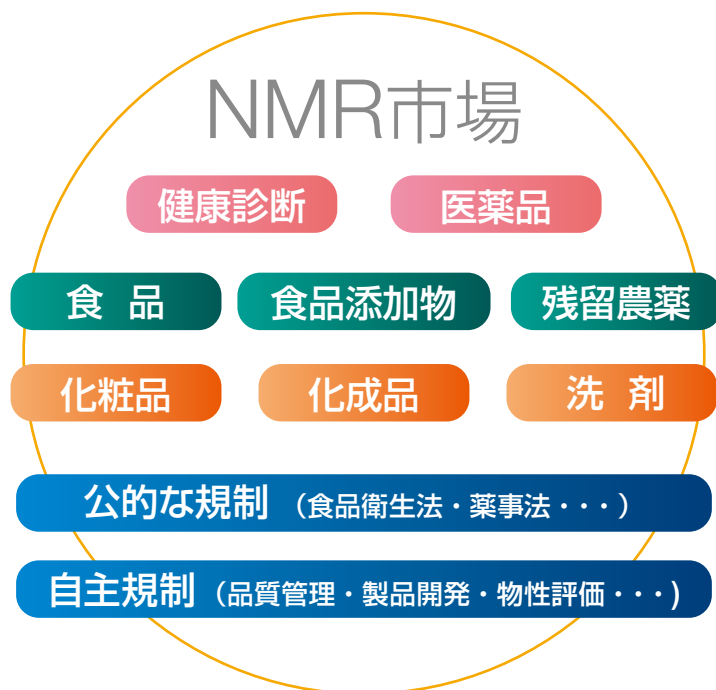 NMR市場
健康診断 医薬品
食 品 食品添加物 残留農薬
化粧品 化成品 洗 剤
公的な規制 （食品衛生法・薬事法・・・）
自主規制（品質管理・製品開発・物性評価・・・)